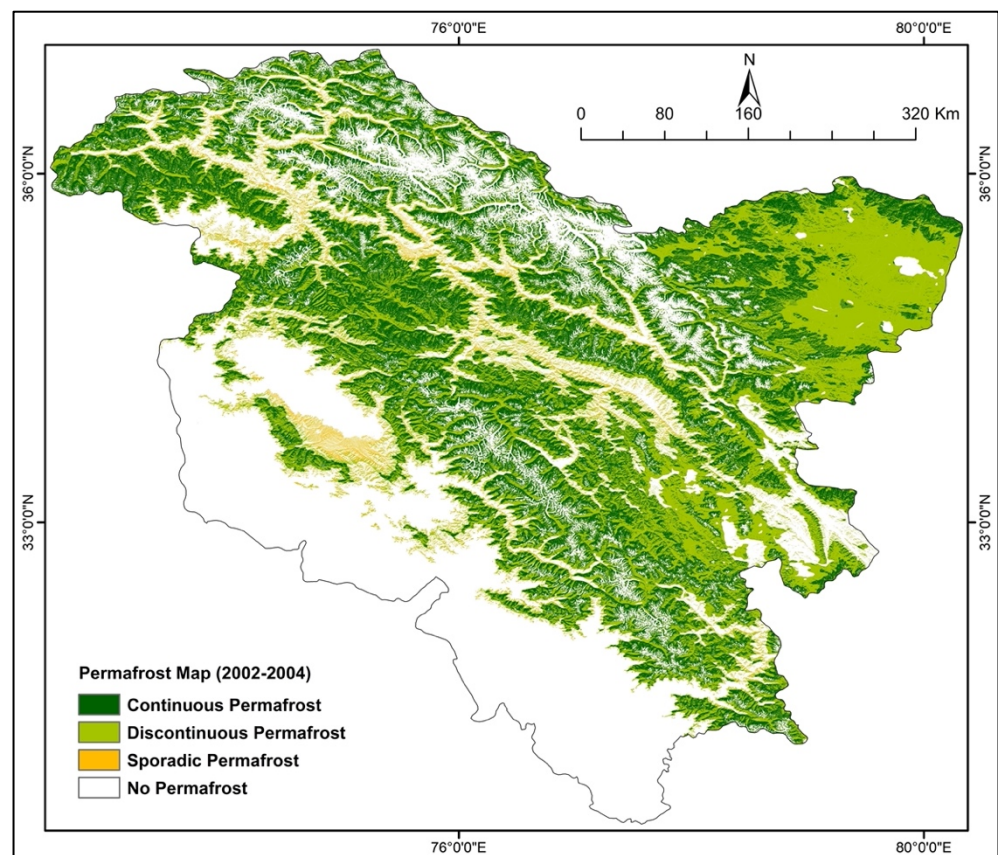 76°0'0"E
80°0'0"E
N
0 80 160 320 Km
36°0'0"N
36°0'0"N
33°0'0"N
33°0'0"N
Permafrost Map (2002-2004)
Continuous Permafrost
Discontinuous Permafrost
Sporadic Permafrost
No Permafrost
76°0'0"E
80°0'0"E